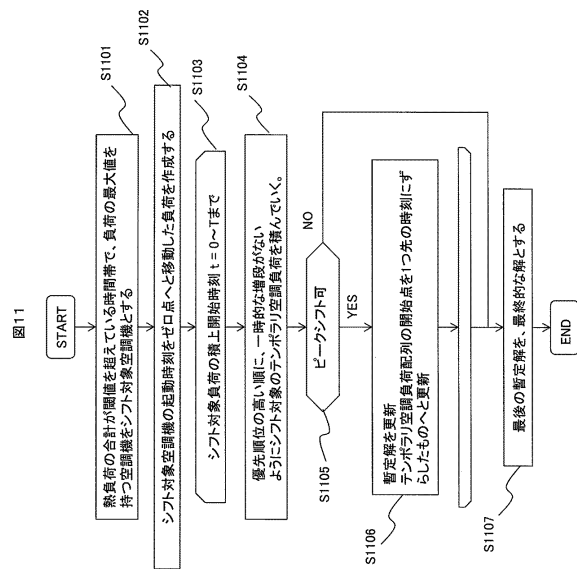 図11
START
熱負荷の合計が閾値を超えている時間帯で、負荷の最大値を
持つ空調機をシフト対象空調機とする
S1101
シフト対象空調機の起動時刻をゼロ点へと移動した負荷を作成する
S1102
シフト対象負荷の積上開始時刻 t = 0~Tまで
S1103
優先順位の高い順に、一時的な増段がない
ようにシフト対象のテンポラリ空調負荷を積んでいく。
S1104
ピークシフト可
NO
S1105
YES
暫定解を更新
テンポラリ空調負荷配列の開始点を1つ先の時刻にず
らしたものへと更新
S1106
最後の暫定解を、最終的な解とする
S1107
END